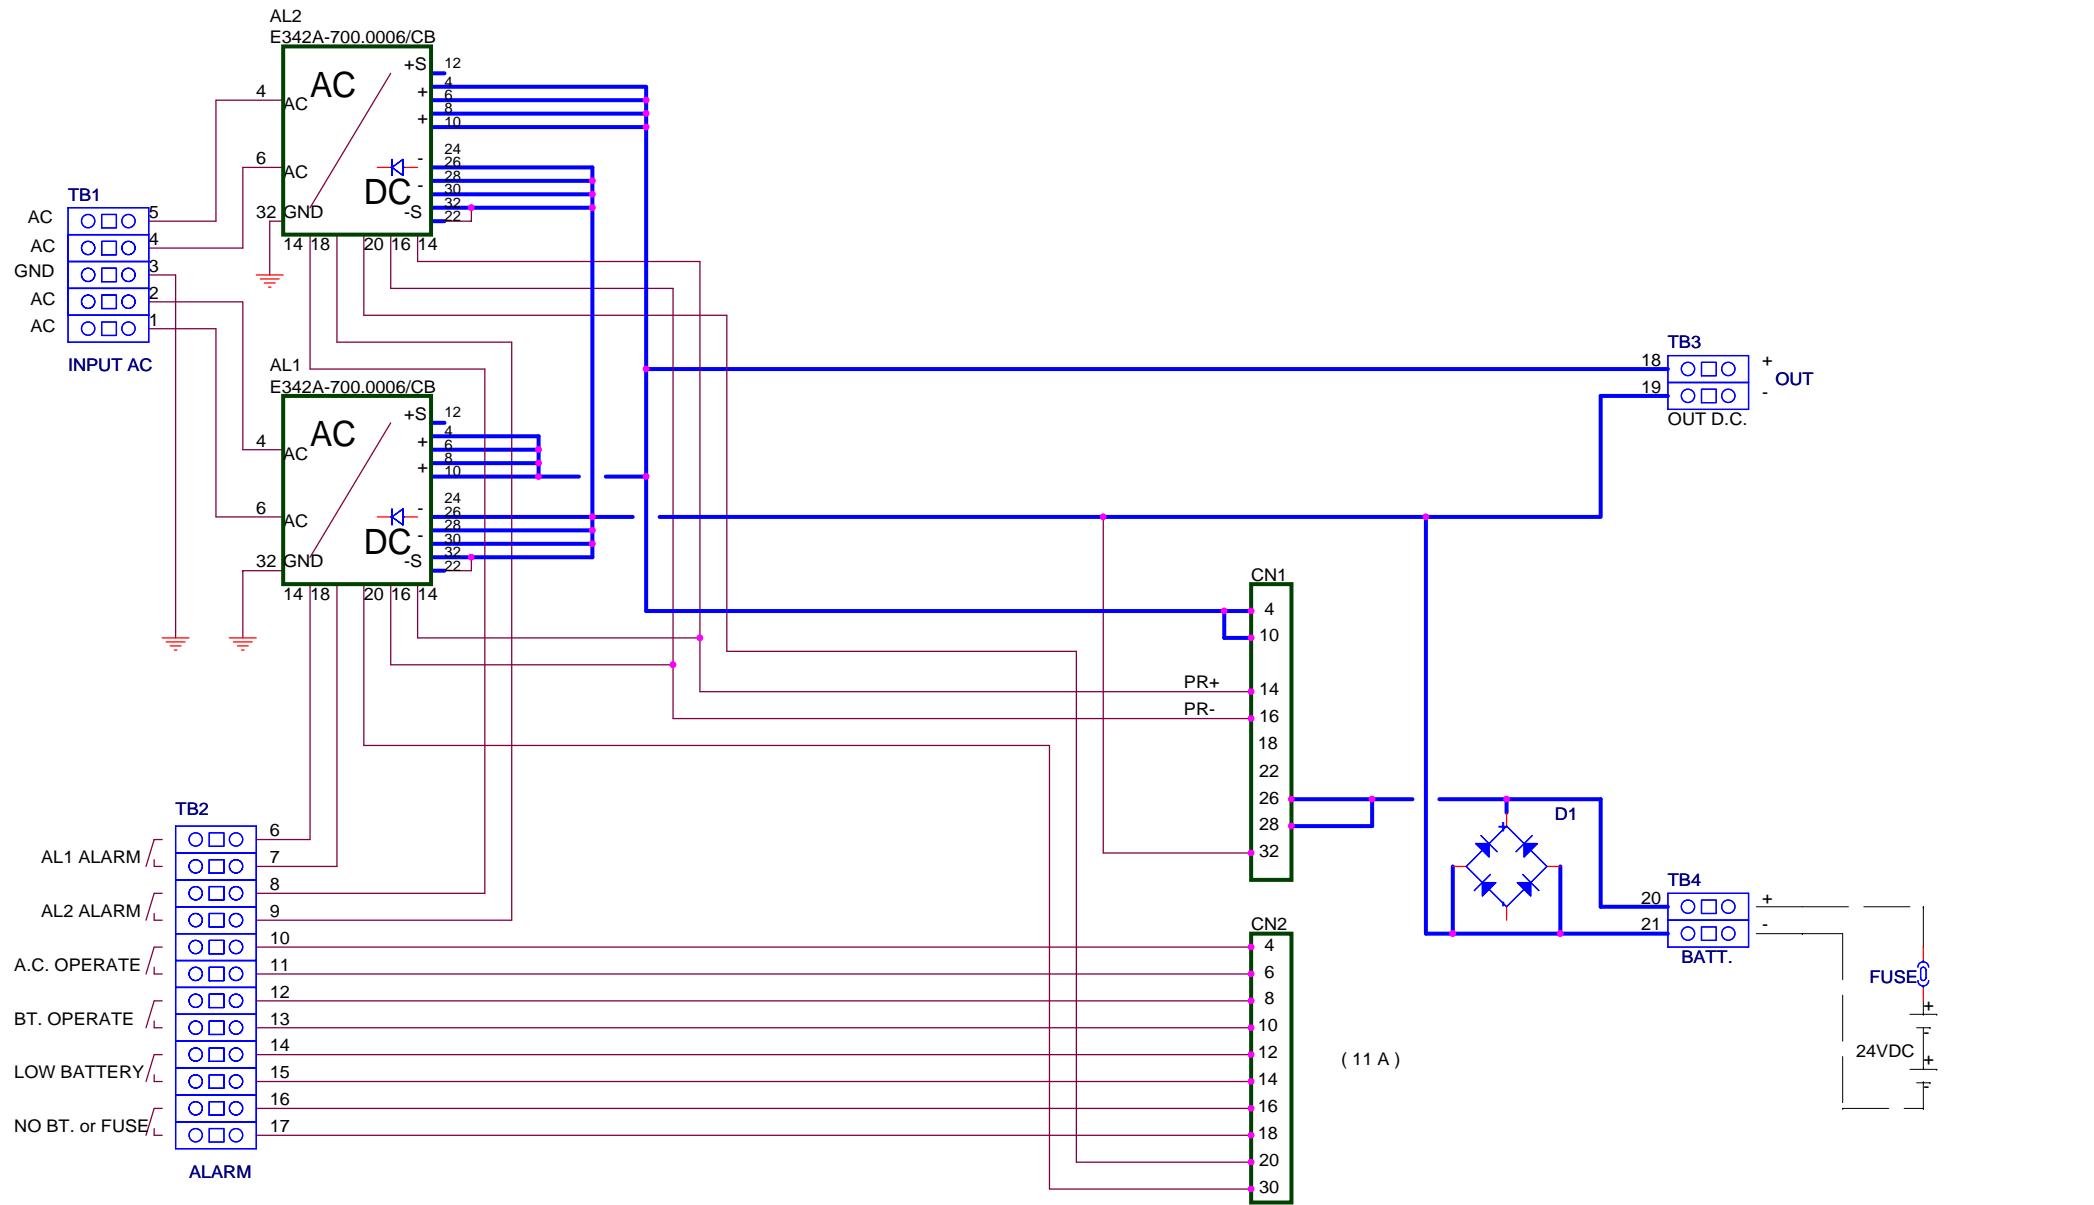 AL2
E342A-700.0006/CB
AC
+S 12
4
+ 6
8
+ 10
4 AC
6 AC
24
- 26
28
DC - 30
32
-S 22
32 GND
14 18 20 16 14
TB1
AC 5
AC 4
GND 3
AC 2
AC 1
INPUT AC
AL1
E342A-700.0006/CB
AC
+S 12
4
+ 6
8
+ 10
4 AC
6 AC
24
- 26
28
DC - 30
32
-S 22
32 GND
14 18 20 16 14
TB3
18 +
OUT
19 -
OUT D.C.
CN1
4
10
PR+ 14
PR- 16
18
22
26
28
32
D1
+
-
TB4
20 +
21 -
BATT.
FUSE
+
-
24VDC
+
-
TB2
6
AL1 ALARM 7
8
AL2 ALARM 9
10
A.C. OPERATE 11
12
BT. OPERATE 13
14
LOW BATTERY 15
16
NO BT. or FUSE 17
ALARM
CN2
4
6
8
10
12
14
16
18
20
30
( 11 A )